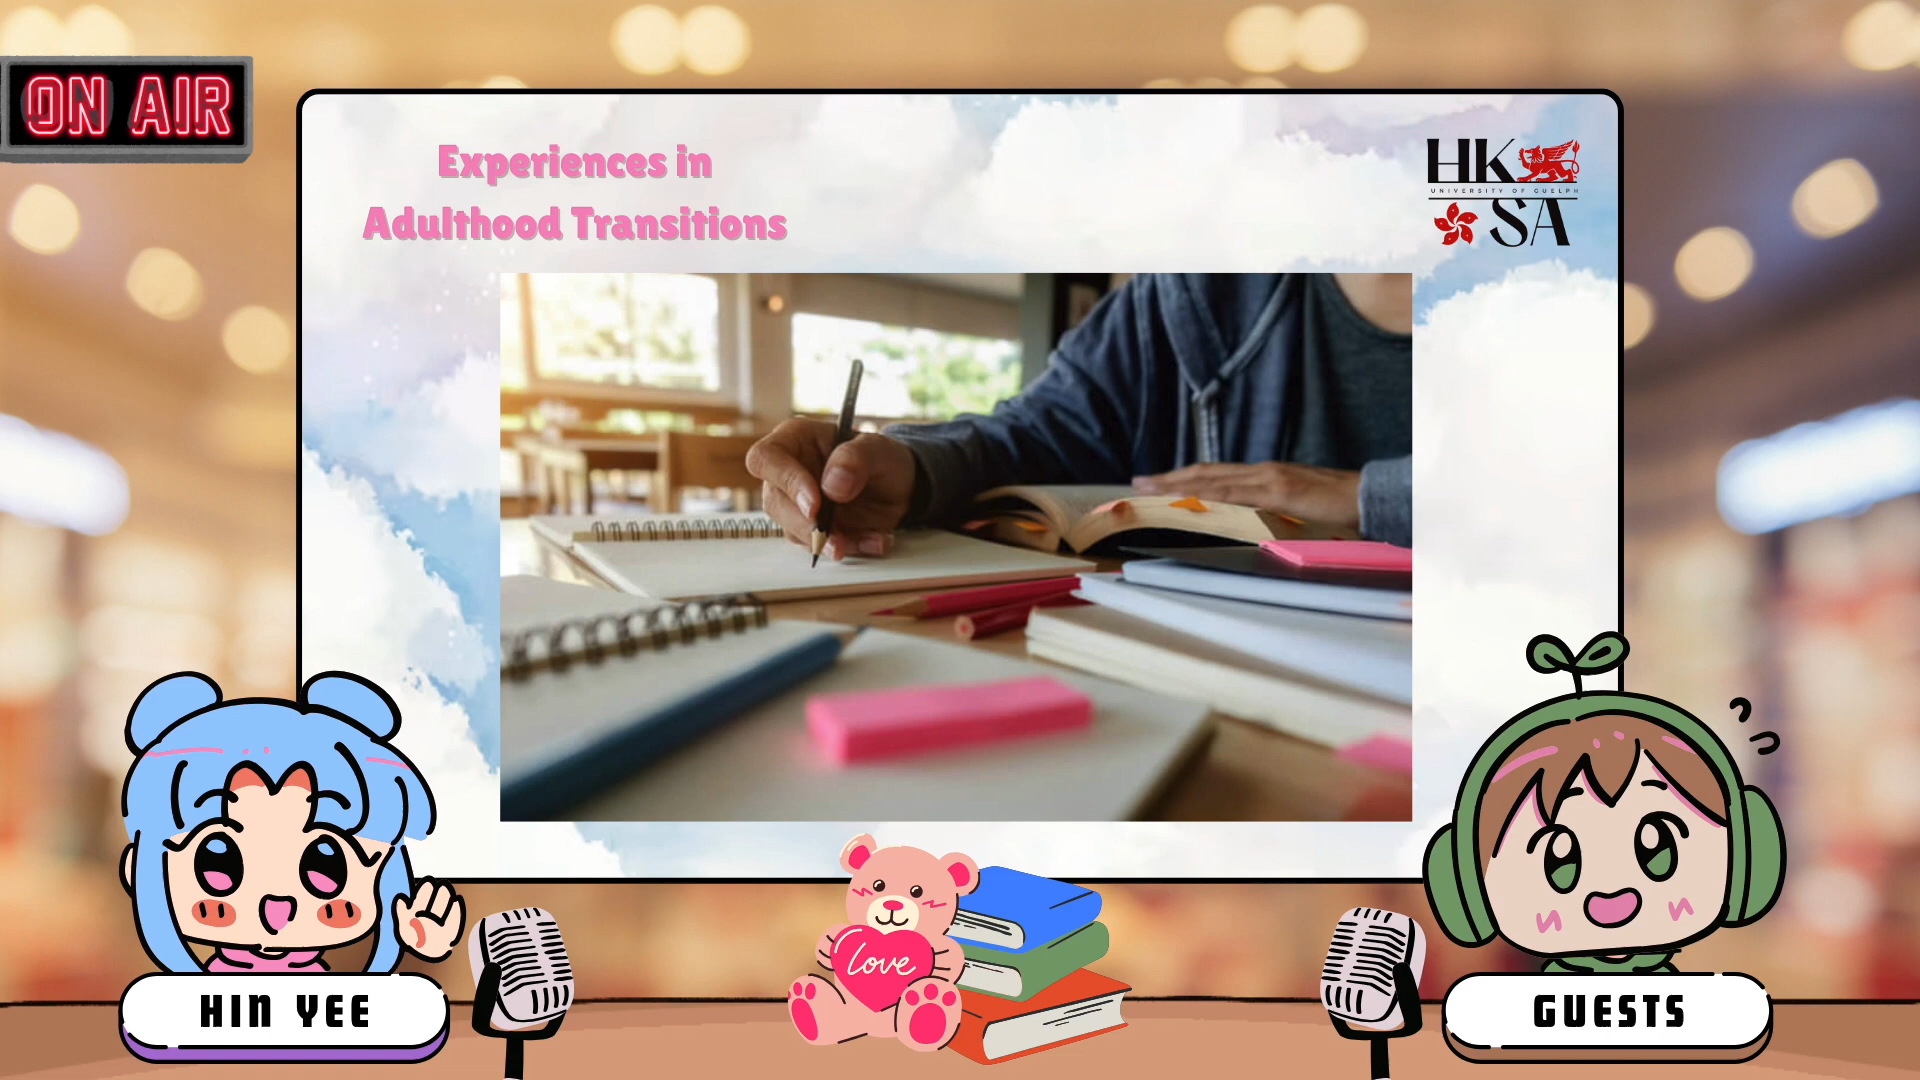 ON AIR
Experiences in
Adulthood Transitions
HK
UNIVERSITY OF GUELPH
SA
love
HIN YEE
GUESTS